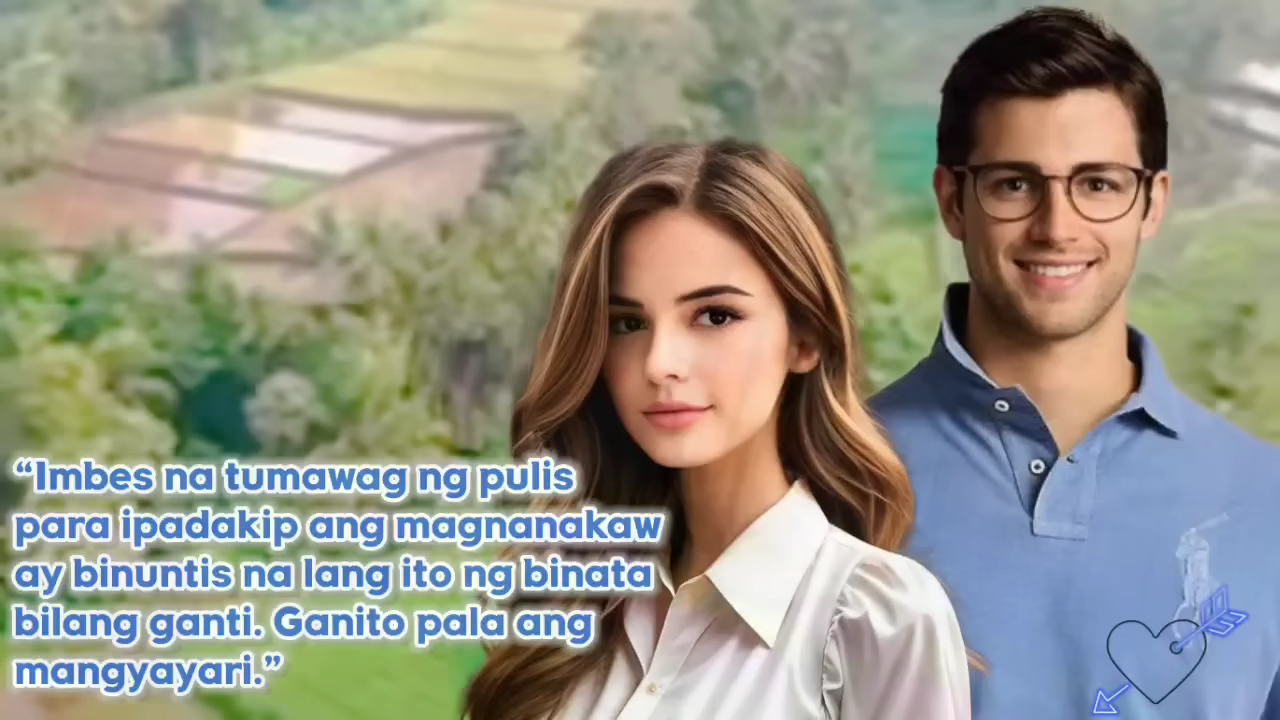 “Imbes na tumawag ng pulis
para ipadakip ang magnanakaw
ay binuntis na lang ito ng binata
bilang ganti. Ganito pala ang
mangyayari.”